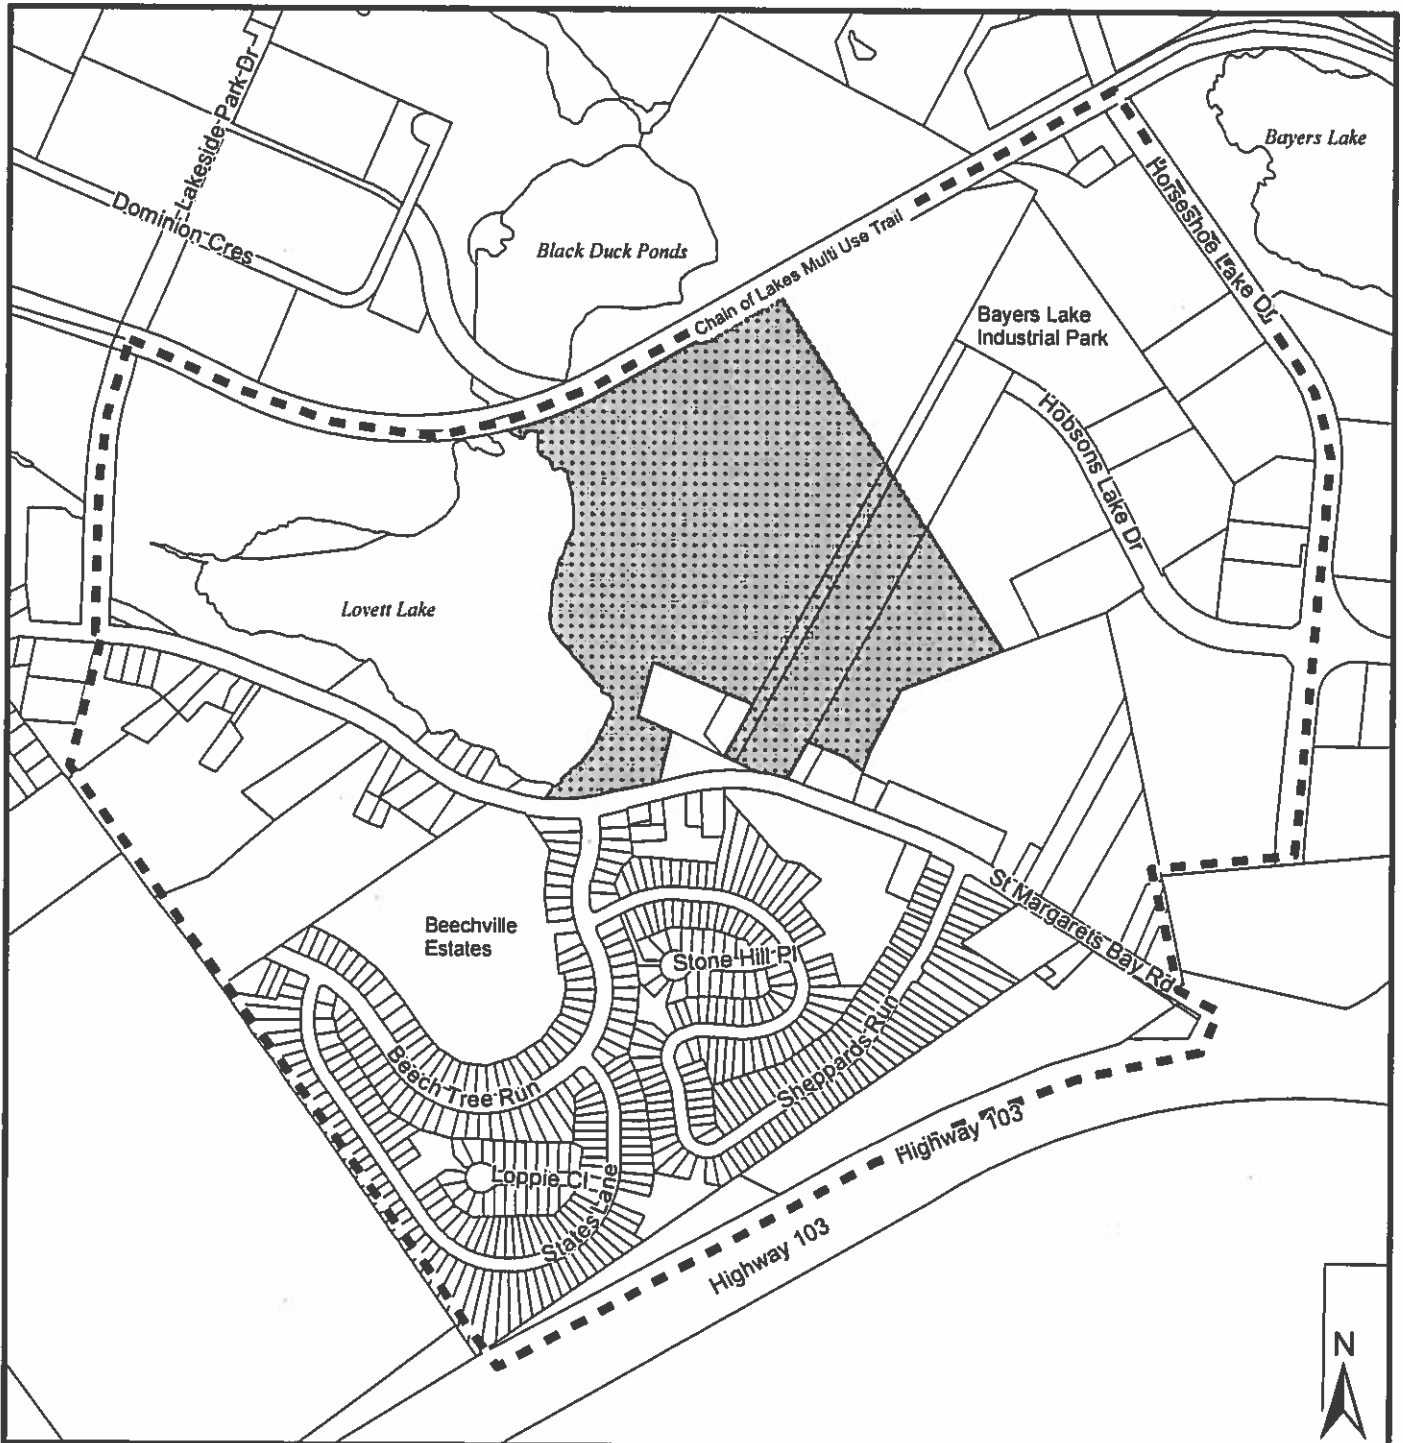 Lakeside Park Dr
Bayers Lake
Dominion Cres
Horseshoe Lake Dr
Black Duck Ponds
Chain of Lakes Multi Use Trail
Bayers Lake
Industrial Park
Hobsons Lake Dr
Lovett Lake
St Margarets Bay Rd
Beechville
Estates
Stone Hill Pl
Sheppards Run
Beech Tree Run
Highway 103
Loppie Cl
States Lane
Highway 103
N